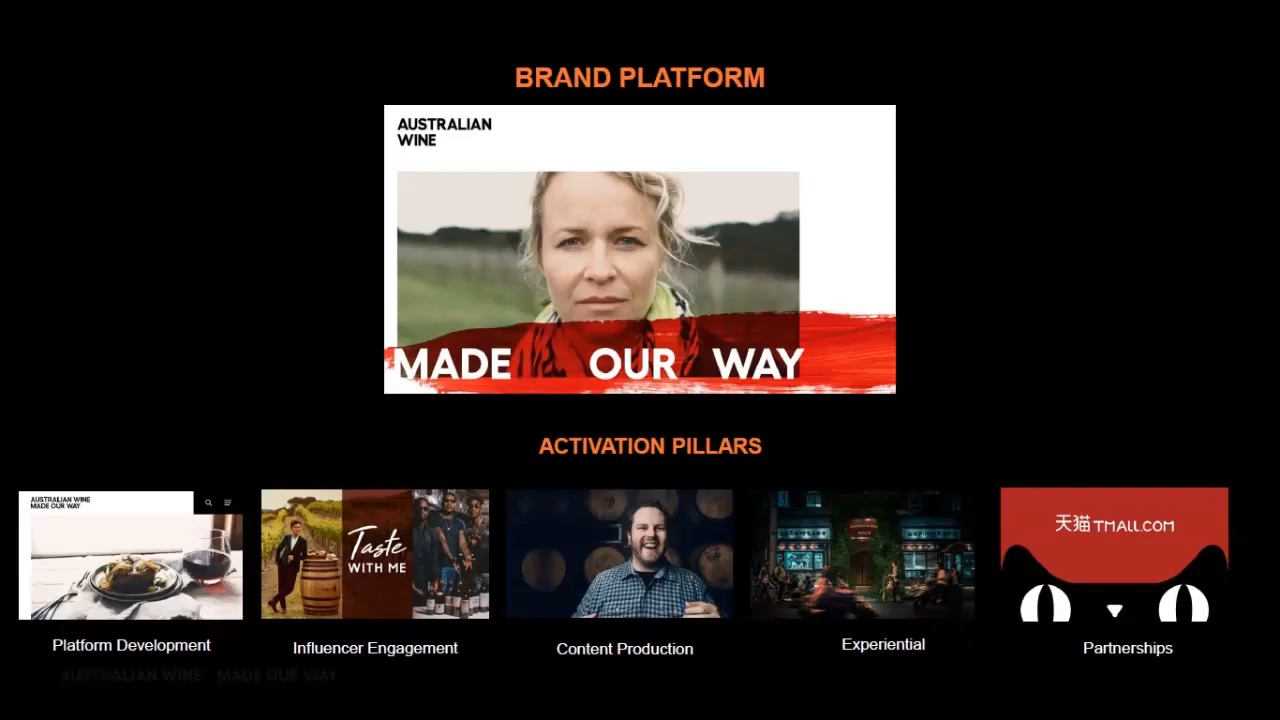 BRAND PLATFORM
AUSTRALIAN
WINE
MADE OUR WAY
ACTIVATION PILLARS
AUSTRALIAN WINE
MADE OUR WAY
Taste
WITH ME
天猫 TMALL.COM
Platform Development
Influencer Engagement
Content Production
Experiential
Partnerships
AUSTRALIAN WINE MADE OUR WAY